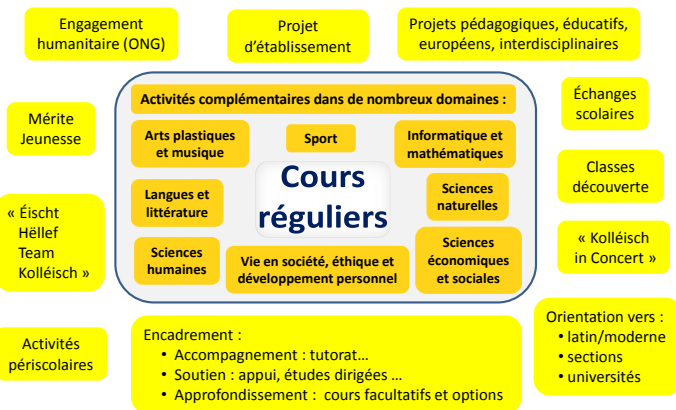 Engagement
humanitaire (ONG)
Projet
d'établissement
Projets pédagogiques, éducatifs,
européens, interdisciplinaires
Mérite
Jeunesse
Activités complémentaires dans de nombreux domaines :
Échanges
scolaires
Arts plastiques
et musique
Sport
Informatique et
mathématiques
Classes
découverte
Langues et
littérature
Cours
réguliers
Sciences
naturelles
« Éischt
Hëllef
Team
Kolléisch »
Sciences
humaines
Vie en société, éthique et
développement personnel
Sciences
économiques
et sociales
« Kolléisch
in Concert »
Activités
périscolaires
Encadrement :
• Accompagnement : tutorat…
• Soutien : appui, études dirigées …
• Approfondissement : cours facultatifs et options
Orientation vers :
• latin/moderne
• sections
• universités